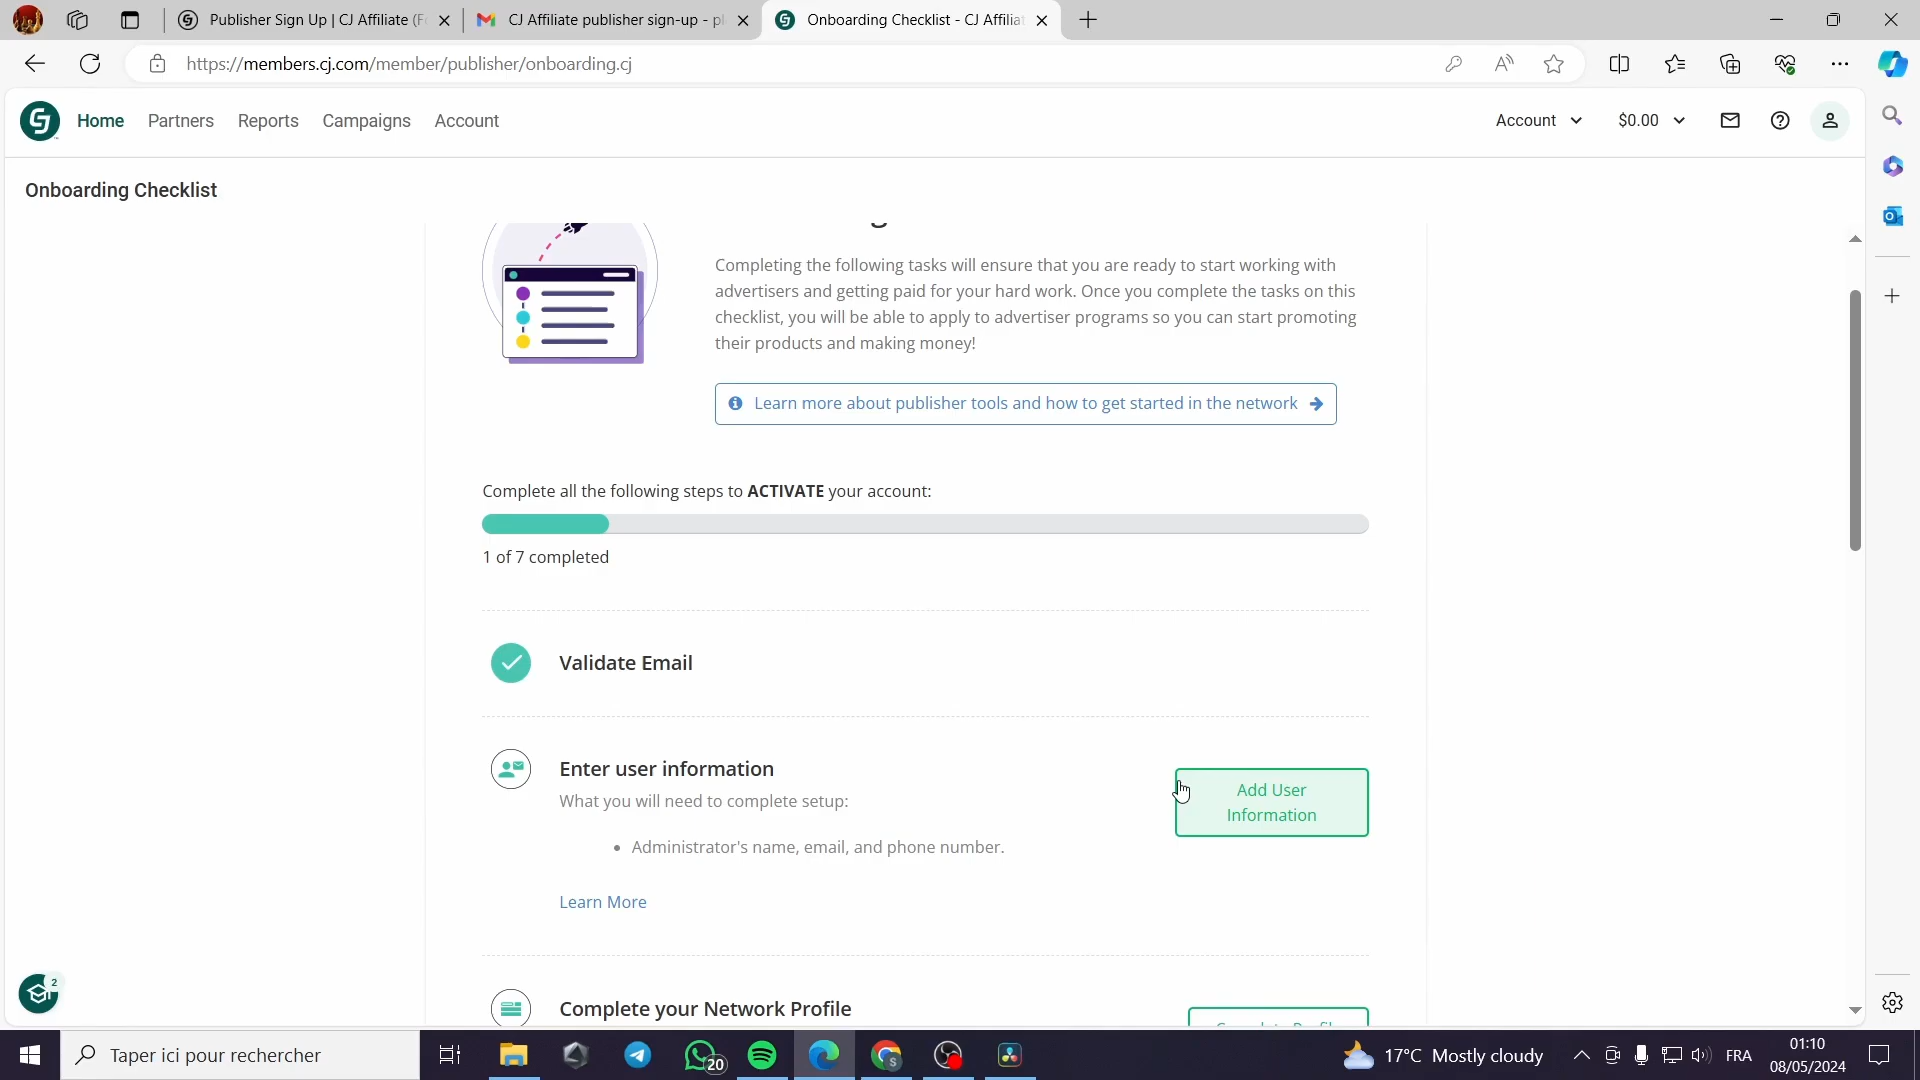 Publisher Sign Up | CJ Affiliate (F
CJ Affiliate publisher sign-up - pl
Onboarding Checklist - CJ Affiliat
https://members.cj.com/member/publisher/onboarding.cj
Home
Partners
Reports
Campaigns
Account
Account
$0.00
Onboarding Checklist
Completing the following tasks will ensure that you are ready to start working with
advertisers and getting paid for your hard work. Once you complete the tasks on this
checklist, you will be able to apply to advertiser programs so you can start promoting
their products and making money!
Learn more about publisher tools and how to get started in the network
Complete all the following steps to ACTIVATE your account:
1 of 7 completed
Validate Email
Enter user information
What you will need to complete setup:
Add User
Information
• Administrator's name, email, and phone number.
Learn More
2
Complete your Network Profile
Taper ici pour rechercher
20
17°C Mostly cloudy
FRA
01:10
08/05/2024